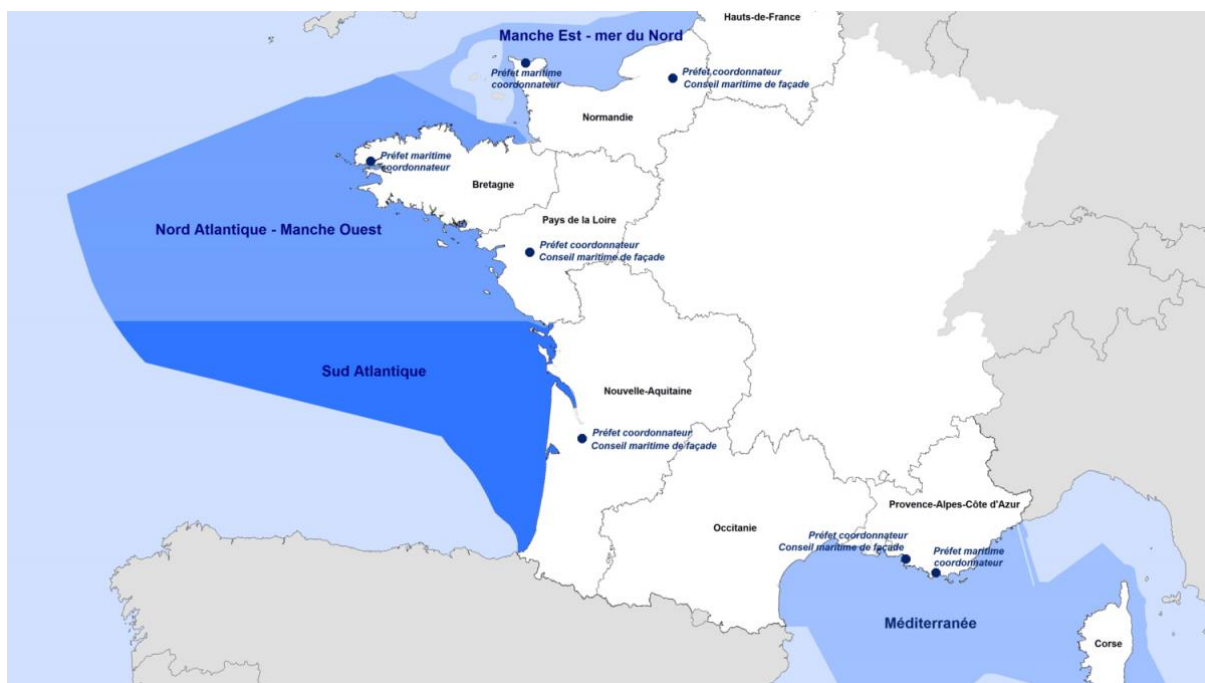 Hauts-de-France
Manche Est - mer du Nord
Préfet maritime
coordonnateur
Préfet coordonnateur
Conseil maritime de façade
Normandie
Préfet maritime
coordonnateur
Bretagne
Pays de la Loire
Nord Atlantique - Manche Ouest
Préfet coordonnateur
Conseil maritime de façade
Sud Atlantique
Nouvelle-Aquitaine
Préfet coordonnateur
Conseil maritime de façade
Provence-Alpes-Côte d'Azur
Occitanie
Préfet coordonnateur
Conseil maritime de façade
Préfet maritime
coordonnateur
Méditerranée
Corse